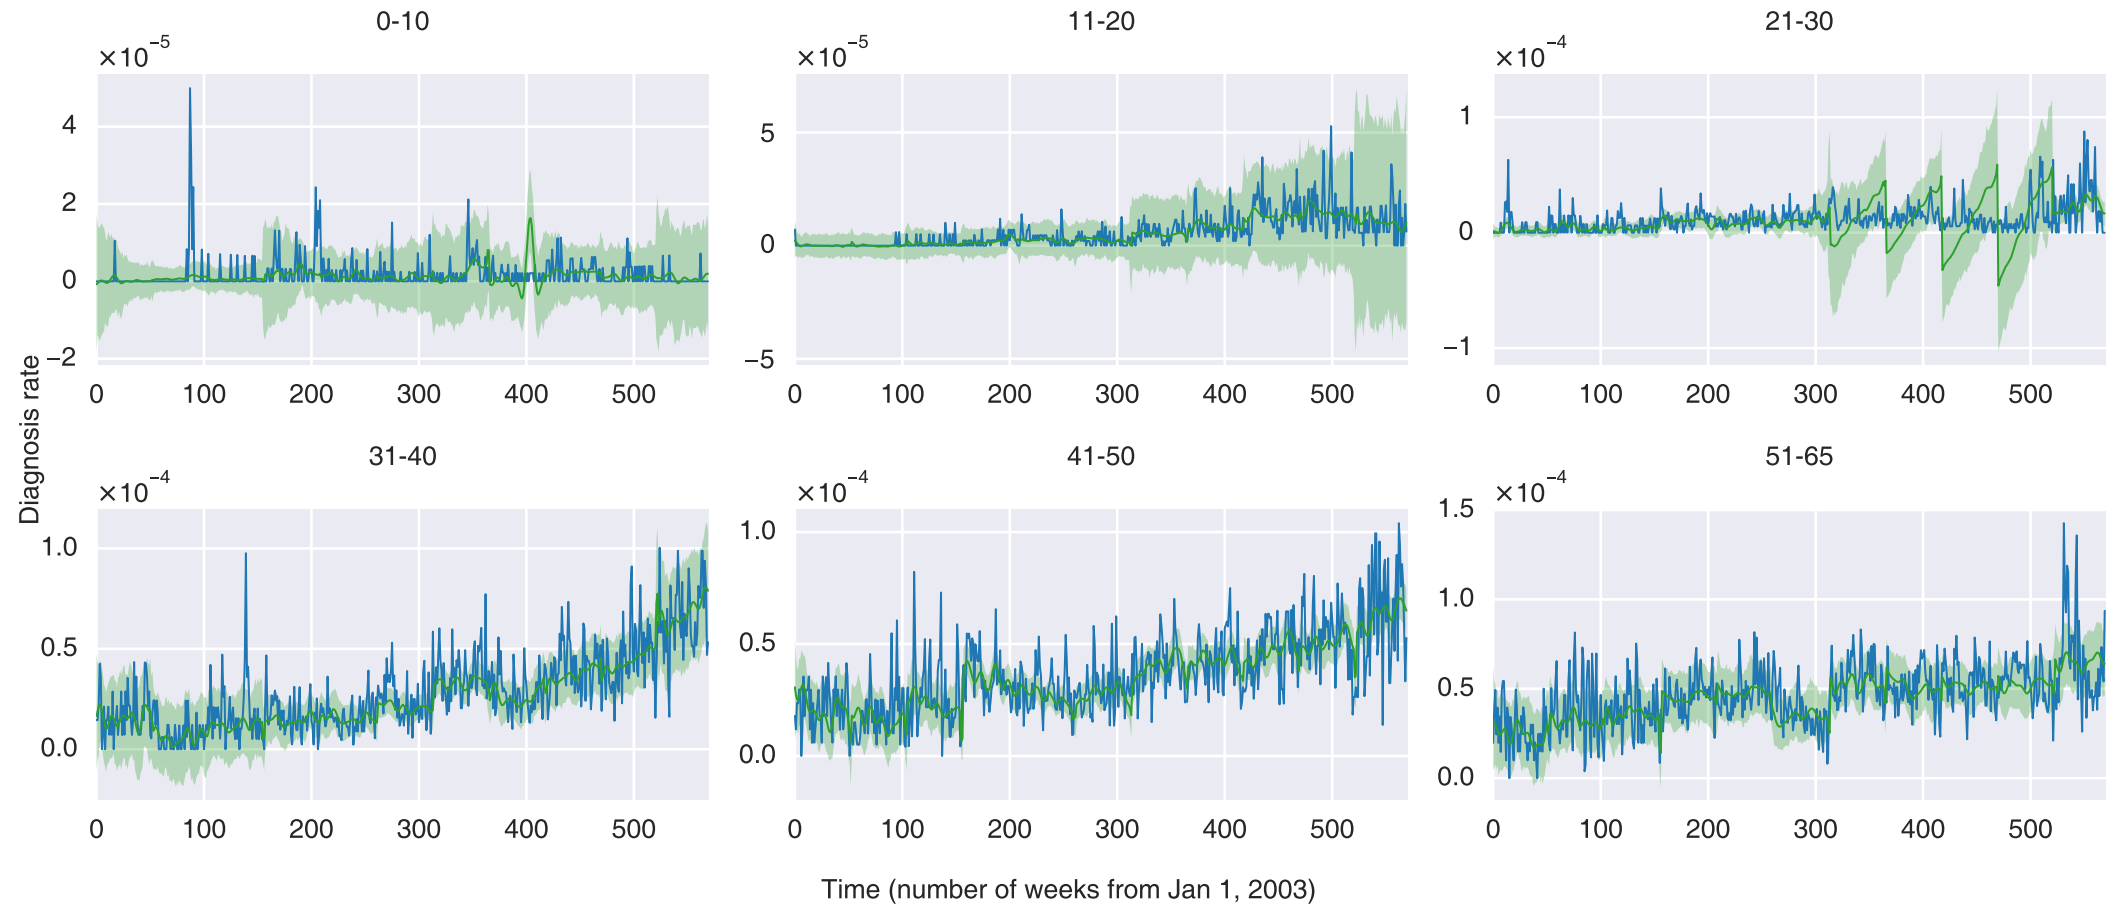 0-10 11-20 21-30
×10⁻⁵ ×10⁻⁵ ×10⁻⁴
4 2 0 −2
5 0 −5
1 0 −1
0 100 200 300 400 500
0 100 200 300 400 500
0 100 200 300 400 500
Diagnosis rate
31-40 41-50 51-65
×10⁻⁴ ×10⁻⁴ ×10⁻⁴
1.0 0.5 0.0
1.0 0.5 0.0
1.5 1.0 0.5 0.0
0 100 200 300 400 500
0 100 200 300 400 500
0 100 200 300 400 500
Time (number of weeks from Jan 1, 2003)